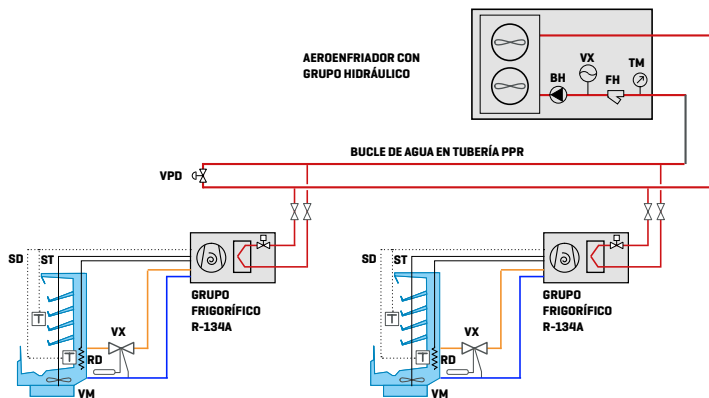 AEROENFRIADOR CON
GRUPO HIDRÁULICO
BH
VX
FH
TM
BUCLE DE AGUA EN TUBERÍA PPR
VPD
SD
ST
T
T
VX
RD
VM
GRUPO
FRIGORÍFICO
R-134A
SD
ST
T
T
VX
RD
VM
GRUPO
FRIGORÍFICO
R-134A